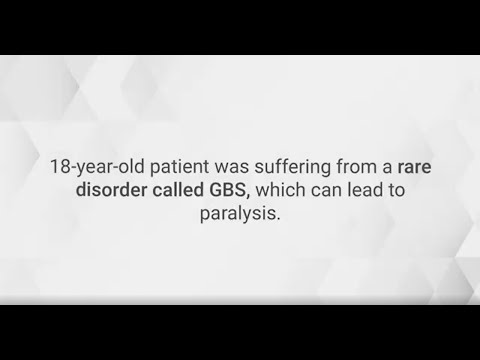 18-year-old patient was suffering from a rare
disorder called GBS, which can lead to
paralysis.